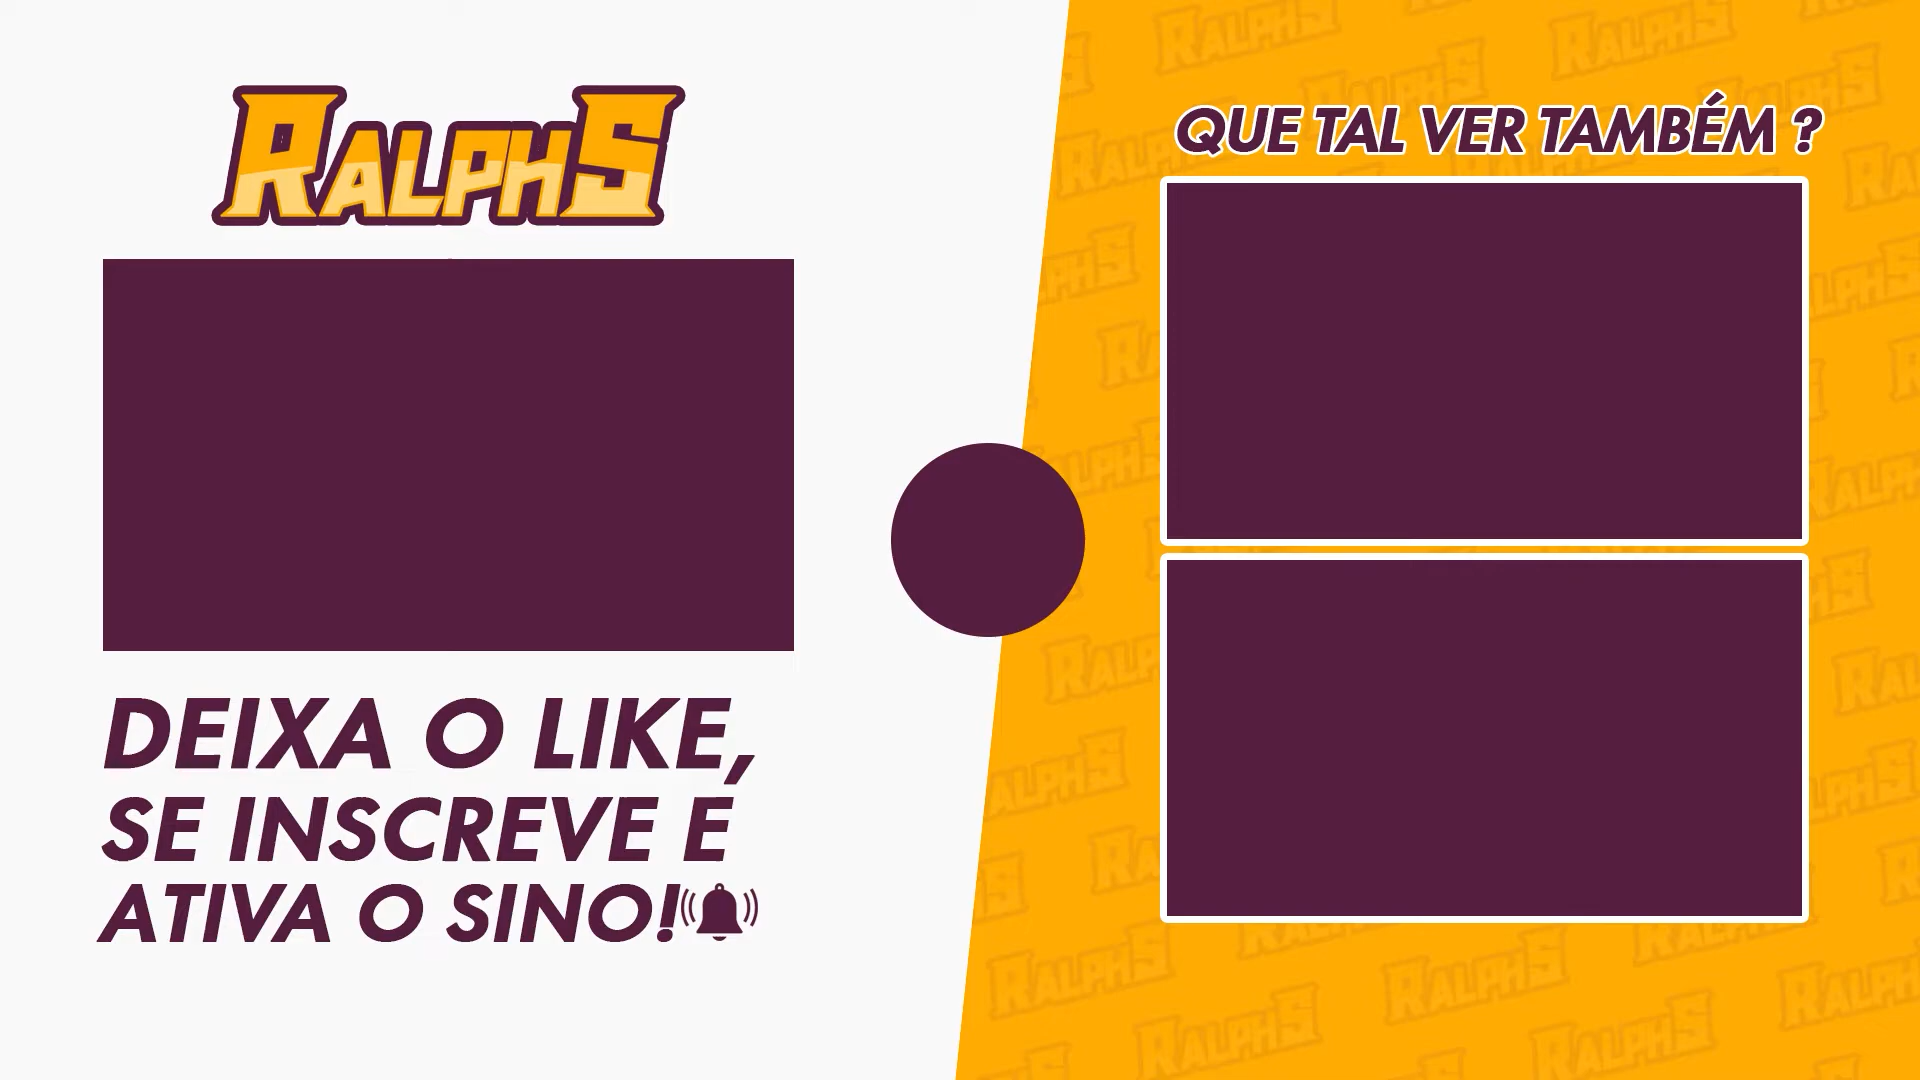 RALPHS
DEIXA O LIKE,
SE INSCREVE E
ATIVA O SINO!
QUE TAL VER TAMBÉM ?